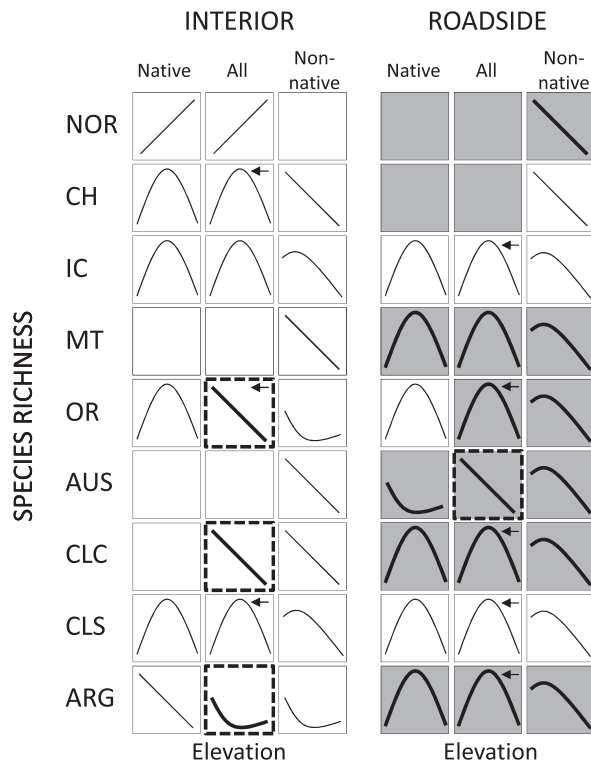 INTERIOR ROADSIDE
Native All Non-native Native All Non-native
NOR
CH
IC
MT
OR
AUS
CLC
CLS
ARG
SPECIES RICHNESS
Elevation Elevation